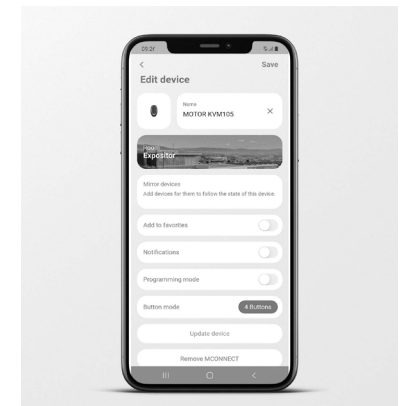 Save
Edit device
Name
MOTOR KVM105
Room
Expositor
Mirror devices
Add devices for them to follow the state of this device.
Add to favorites
Notifications
Programming mode
Button mode
4 Buttons
Update device
Remove MCONNECT